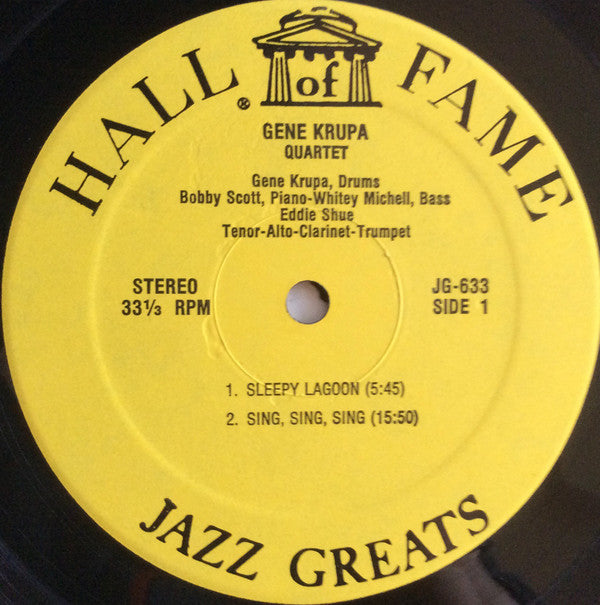 HALL of FAME ®
GENE KRUPA
QUARTET
Gene Krupa, Drums
Bobby Scott, Piano-Whitey Michell, Bass
Eddie Shue
Tenor-Alto-Clarinet-Trumpet
STEREO
33⅓ RPM
JG-633
SIDE 1
1. SLEEPY LAGOON (5:45)
2. SING, SING, SING (15:50)
JAZZ GREATS